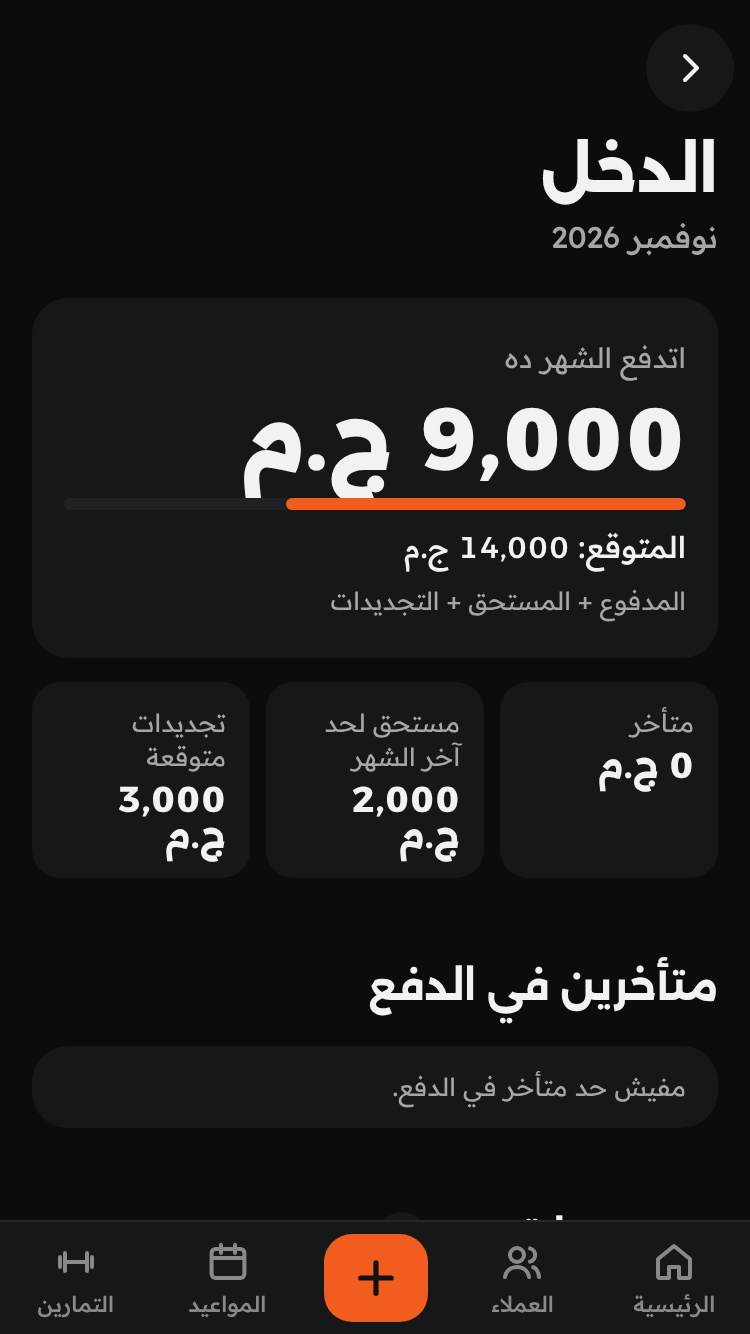 الدخل
نوفمبر 2026
اتدفع الشهر ده
9,000 ج.م
المتوقع: 14,000 ج.م
المدفوع + المستحق + التجديدات
متأخر
0 ج.م
مستحق لحد
آخر الشهر
2,000
ج.م
تجديدات
متوقعة
3,000
ج.م
متأخرين في الدفع
مفيش حد متأخر في الدفع.
الرئيسية
العملاء
المواعيد
التمارين